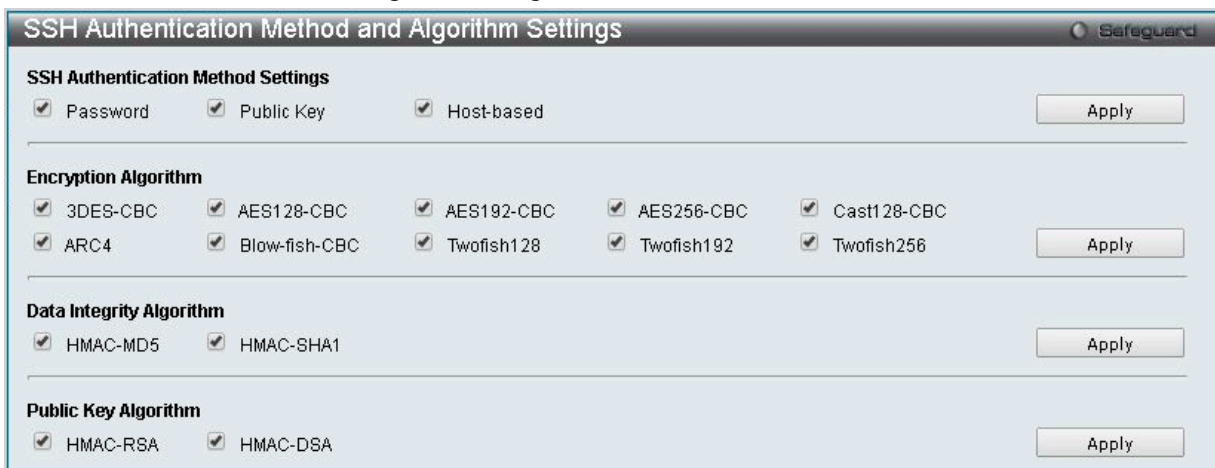 SSH Authentication Method and Algorithm Settings Safeguard
SSH Authentication Method Settings
Password Public Key Host-based Apply
Encryption Algorithm
3DES-CBC AES128-CBC AES192-CBC AES256-CBC Cast128-CBC
ARC4 Blow-fish-CBC Twofish128 Twofish192 Twofish256 Apply
Data Integrity Algorithm
HMAC-MD5 HMAC-SHA1 Apply
Public Key Algorithm
HMAC-RSA HMAC-DSA Apply